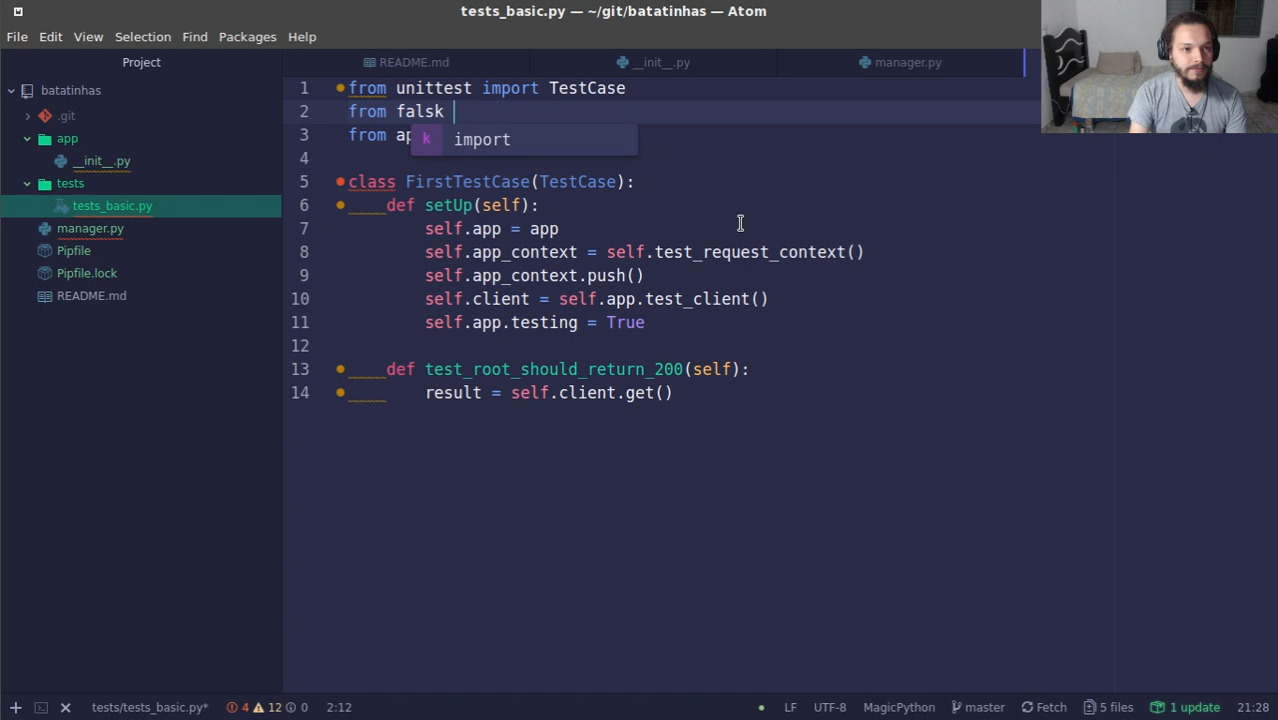 tests_basic.py — ~/git/batatinhas — Atom
File Edit View Selection Find Packages Help
Project
README.md __init__.py manager.py
batatinhas
.git
app
__init__.py
tests
tests_basic.py
manager.py
Pipfile
Pipfile.lock
README.md
1 from unittest import TestCase
2 from falsk
3 from ap
k import
4
5 class FirstTestCase(TestCase):
6 def setUp(self):
7 self.app = app
8 self.app_context = self.test_request_context()
9 self.app_context.push()
10 self.client = self.app.test_client()
11 self.app.testing = True
12
13 def test_root_should_return_200(self):
14 result = self.client.get()
tests/tests_basic.py* 4 12 0 2:12 LF UTF-8 MagicPython master Fetch 5 files 1 update 21:28